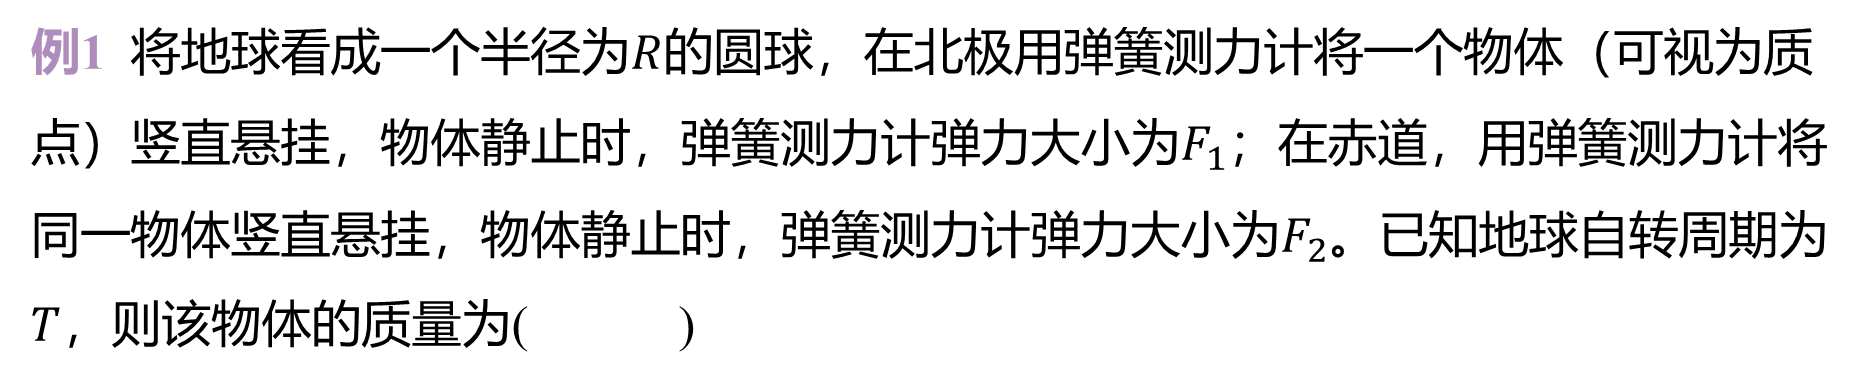 例1 将地球看成一个半径为R的圆球，在北极用弹簧测力计将一个物体（可视为质
点）竖直悬挂，物体静止时，弹簧测力计弹力大小为F₁；在赤道，用弹簧测力计将
同一物体竖直悬挂，物体静止时，弹簧测力计弹力大小为F₂。已知地球自转周期为
T，则该物体的质量为(　　)